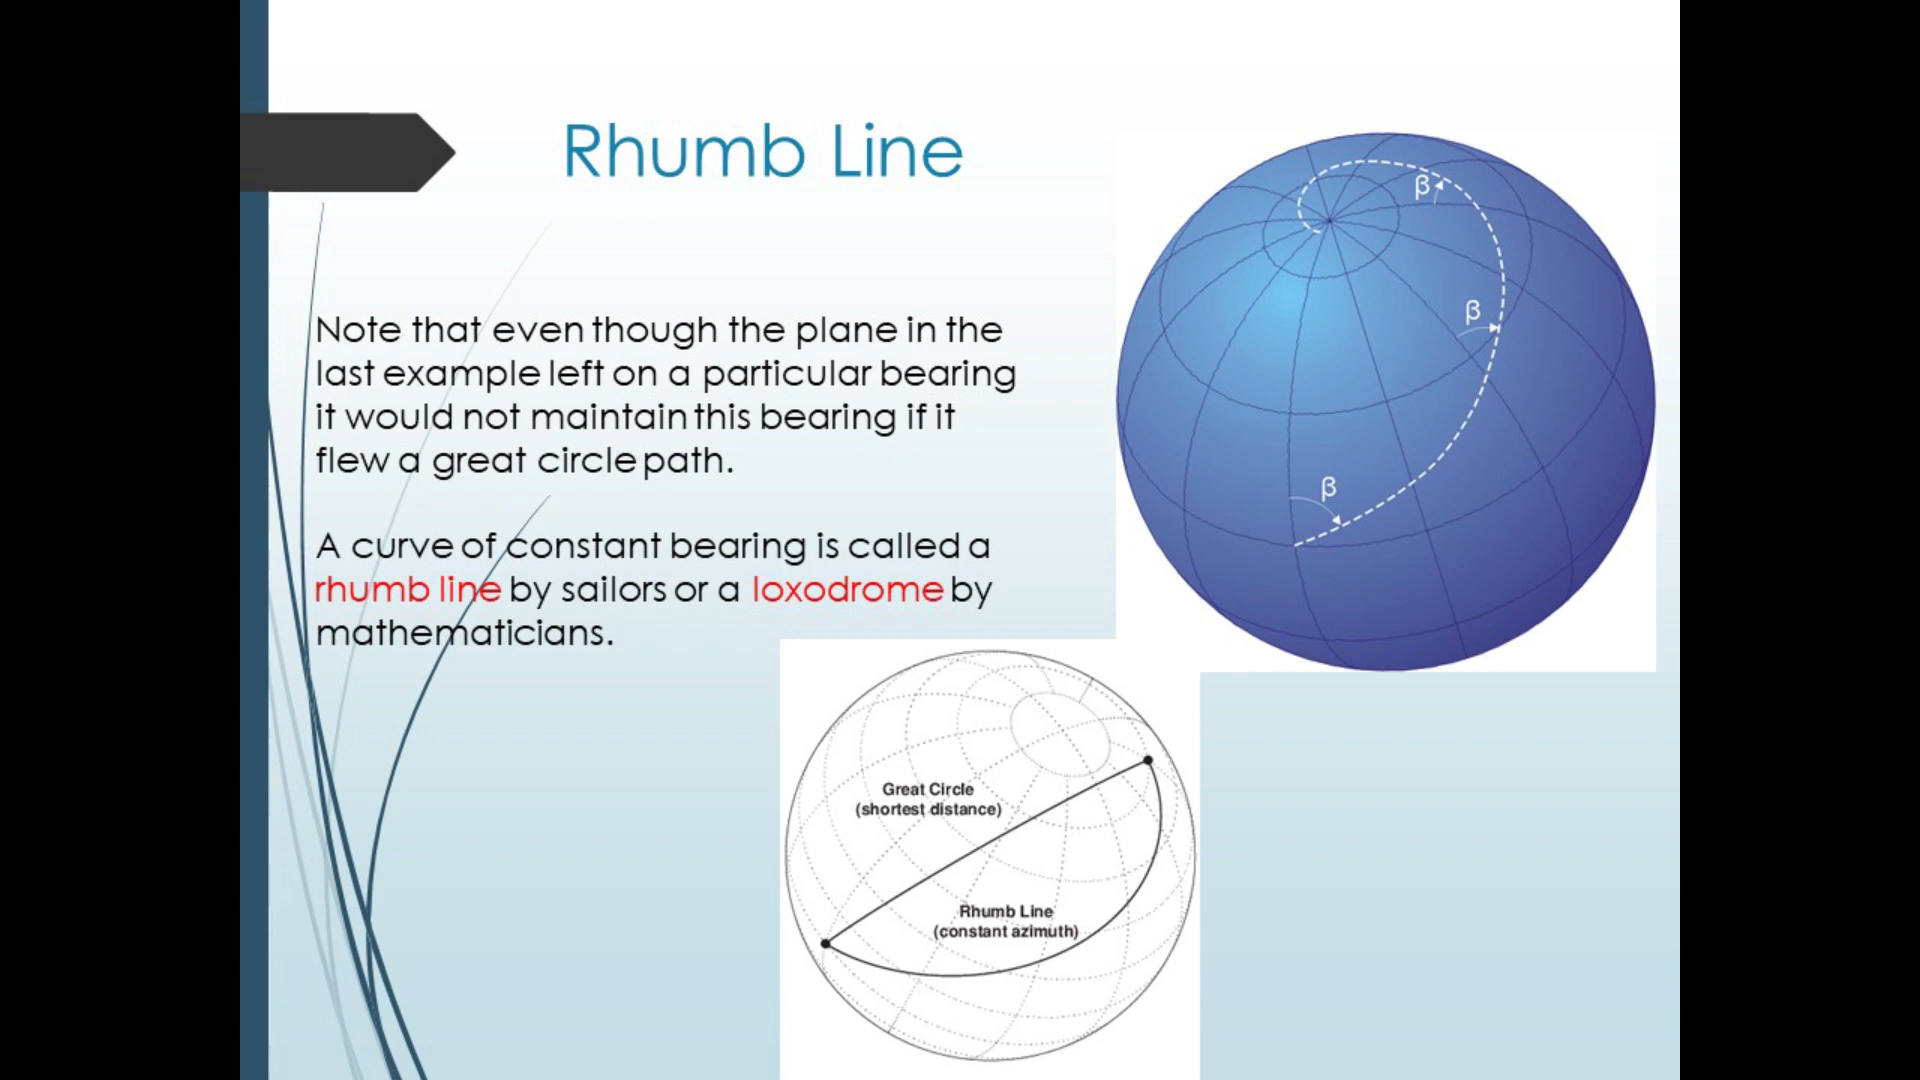 Rhumb Line
Note that even though the plane in the
last example left on a particular bearing
it would not maintain this bearing if it
flew a great circle path.
A curve of constant bearing is called a
rhumb line by sailors or a loxodrome by
mathematicians.
β
β
β
Great Circle
(shortest distance)
Rhumb Line
(constant azimuth)